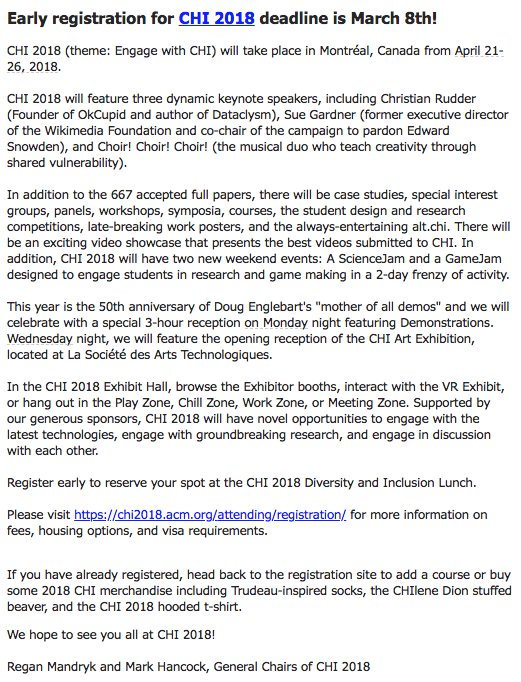 Early registration for CHI 2018 deadline is March 8th!
CHI 2018 (theme: Engage with CHI) will take place in Montréal, Canada from April 21-
26, 2018.
CHI 2018 will feature three dynamic keynote speakers, including Christian Rudder
(Founder of OkCupid and author of Dataclysm), Sue Gardner (former executive director
of the Wikimedia Foundation and co-chair of the campaign to pardon Edward
Snowden), and Choir! Choir! Choir! (the musical duo who teach creativity through
shared vulnerability).
In addition to the 667 accepted full papers, there will be case studies, special interest
groups, panels, workshops, symposia, courses, the student design and research
competitions, late-breaking work posters, and the always-entertaining alt.chi. There will
be an exciting video showcase that presents the best videos submitted to CHI. In
addition, CHI 2018 will have two new weekend events: A ScienceJam and a GameJam
designed to engage students in research and game making in a 2-day frenzy of activity.
This year is the 50th anniversary of Doug Englebart's "mother of all demos" and we will
celebrate with a special 3-hour reception on Monday night featuring Demonstrations.
Wednesday night, we will feature the opening reception of the CHI Art Exhibition,
located at La Société des Arts Technologiques.
In the CHI 2018 Exhibit Hall, browse the Exhibitor booths, interact with the VR Exhibit,
or hang out in the Play Zone, Chill Zone, Work Zone, or Meeting Zone. Supported by
our generous sponsors, CHI 2018 will have novel opportunities to engage with the
latest technologies, engage with groundbreaking research, and engage in discussion
with each other.
Register early to reserve your spot at the CHI 2018 Diversity and Inclusion Lunch.
Please visit https://chi2018.acm.org/attending/registration/ for more information on
fees, housing options, and visa requirements.
If you have already registered, head back to the registration site to add a course or buy
some 2018 CHI merchandise including Trudeau-inspired socks, the CHIlene Dion stuffed
beaver, and the CHI 2018 hooded t-shirt.
We hope to see you all at CHI 2018!
Regan Mandryk and Mark Hancock, General Chairs of CHI 2018